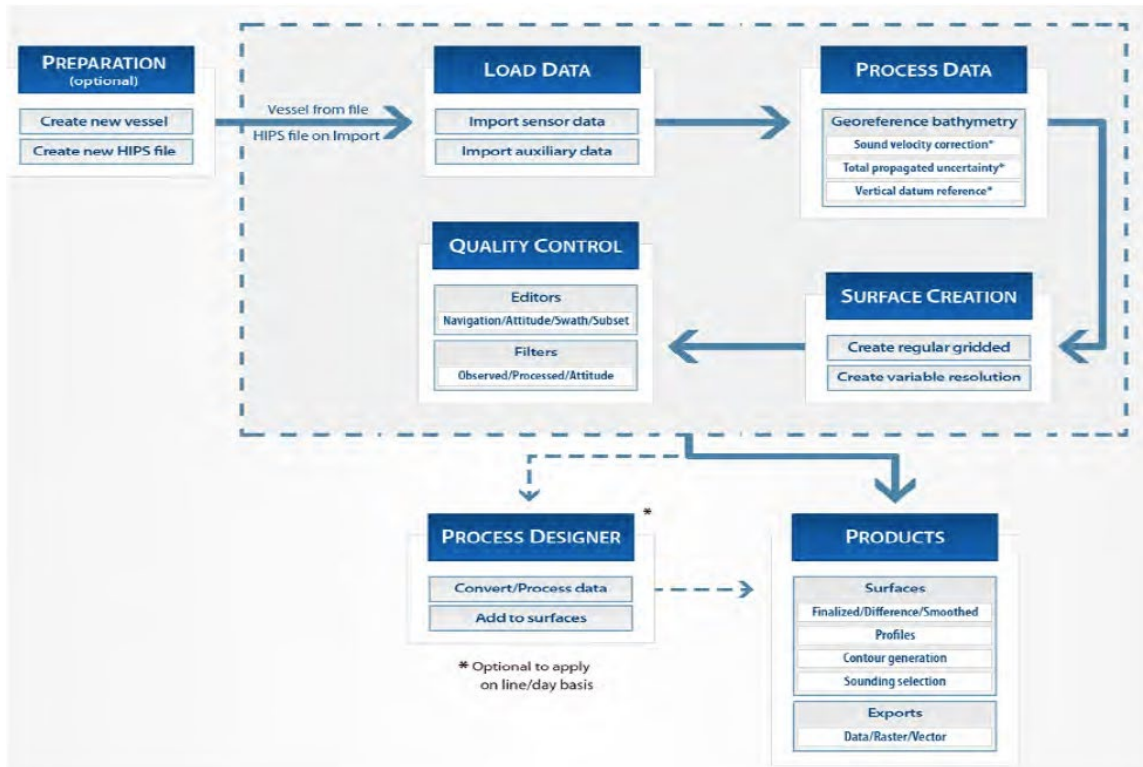 PREPARATION
(optional)
Create new vessel
Create new HIPS file
Vessel from file
HIPS file on Import
LOAD DATA
Import sensor data
Import auxiliary data
PROCESS DATA
Georeference bathymetry
Sound velocity correction*
Total propagated uncertainty*
Vertical datum reference*
QUALITY CONTROL
Editors
Navigation/Attitude/Swath/Subset
Filters
Observed/Processed/Attitude
SURFACE CREATION
Create regular gridded
Create variable resolution
PROCESS DESIGNER
*
Convert/Process data
Add to surfaces
* Optional to apply
on line/day basis
PRODUCTS
Surfaces
Finalized/Difference/Smoothed
Profiles
Contour generation
Sounding selection
Exports
Data/Raster/Vector